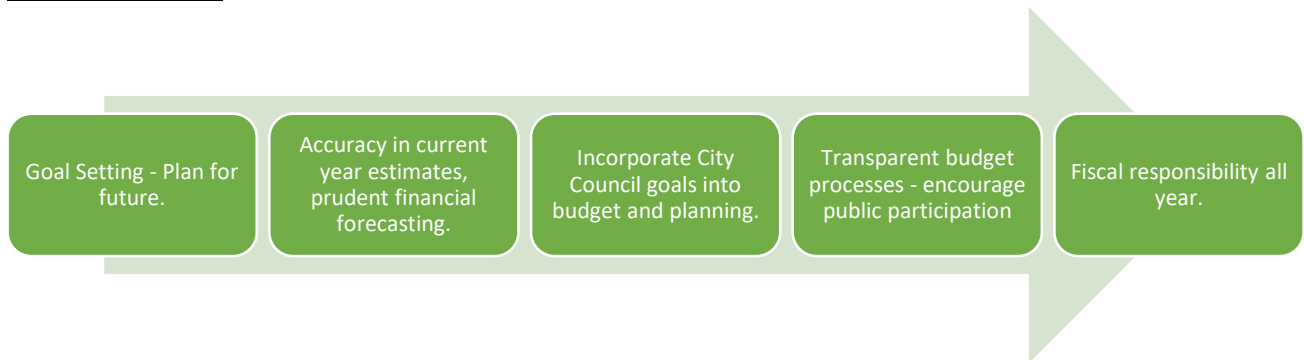 Goal Setting - Plan for
future.
Accuracy in current
year estimates,
prudent financial
forecasting.
Incorporate City
Council goals into
budget and planning.
Transparent budget
processes - encourage
public participation
Fiscal responsibility all
year.